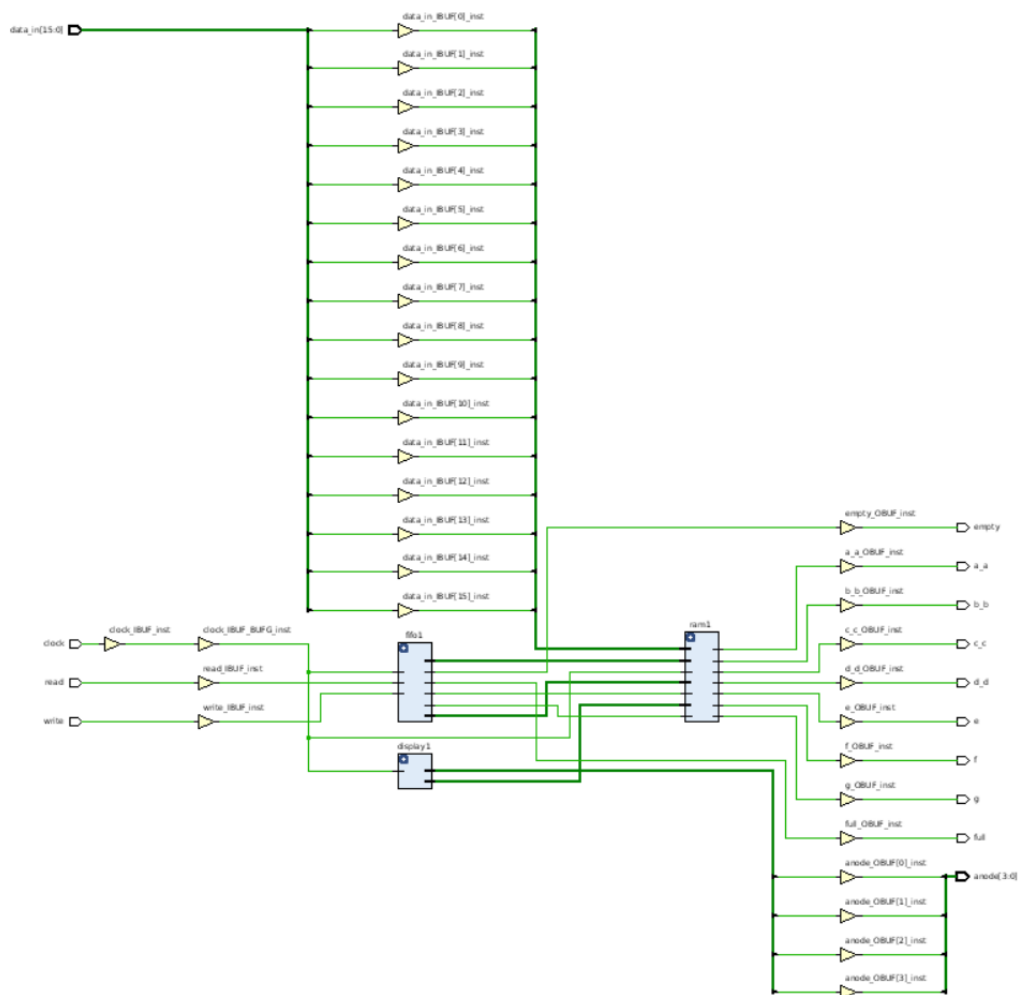 data_in[15:0]
data_in_IBUF[0]_inst
data_in_IBUF[1]_inst
data_in_IBUF[2]_inst
data_in_IBUF[3]_inst
data_in_IBUF[4]_inst
data_in_IBUF[5]_inst
data_in_IBUF[6]_inst
data_in_IBUF[7]_inst
data_in_IBUF[8]_inst
data_in_IBUF[9]_inst
data_in_IBUF[10]_inst
data_in_IBUF[11]_inst
data_in_IBUF[12]_inst
data_in_IBUF[13]_inst
data_in_IBUF[14]_inst
data_in_IBUF[15]_inst
clock
clock_IBUF_inst
clock_IBUF_BUFG_inst
read
read_IBUF_inst
write
write_IBUF_inst
fifo1
display1
ram1
empty_OBUF_inst
empty
a_a_OBUF_inst
a_a
b_b_OBUF_inst
b_b
c_c_OBUF_inst
c_c
d_d_OBUF_inst
d_d
e_OBUF_inst
e
f_OBUF_inst
f
g_OBUF_inst
g
full_OBUF_inst
full
anode_OBUF[0]_inst
anode[3:0]
anode_OBUF[1]_inst
anode_OBUF[2]_inst
anode_OBUF[3]_inst